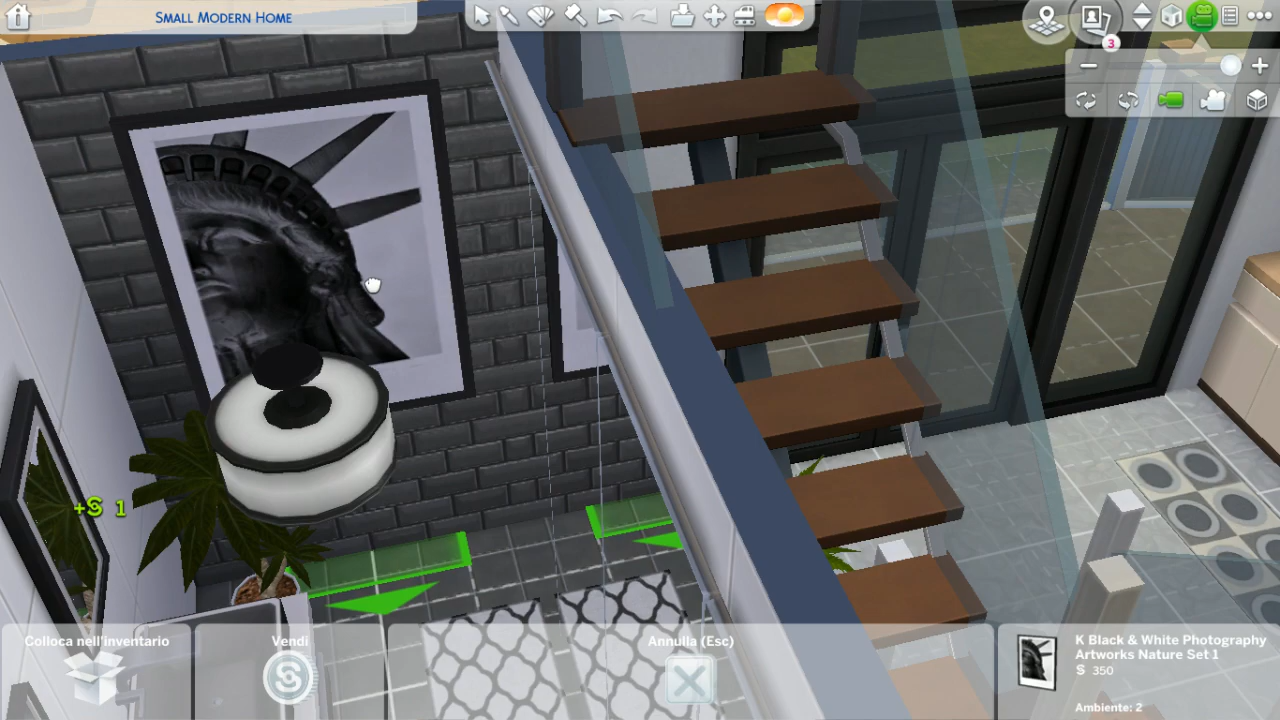 SMALL MODERN HOME
3
+S 1
Colloca nell'inventario
Vendi
Annulla (Esc)
K Black & White Photography
Artworks Nature Set 1
S 350
Ambiente: 2